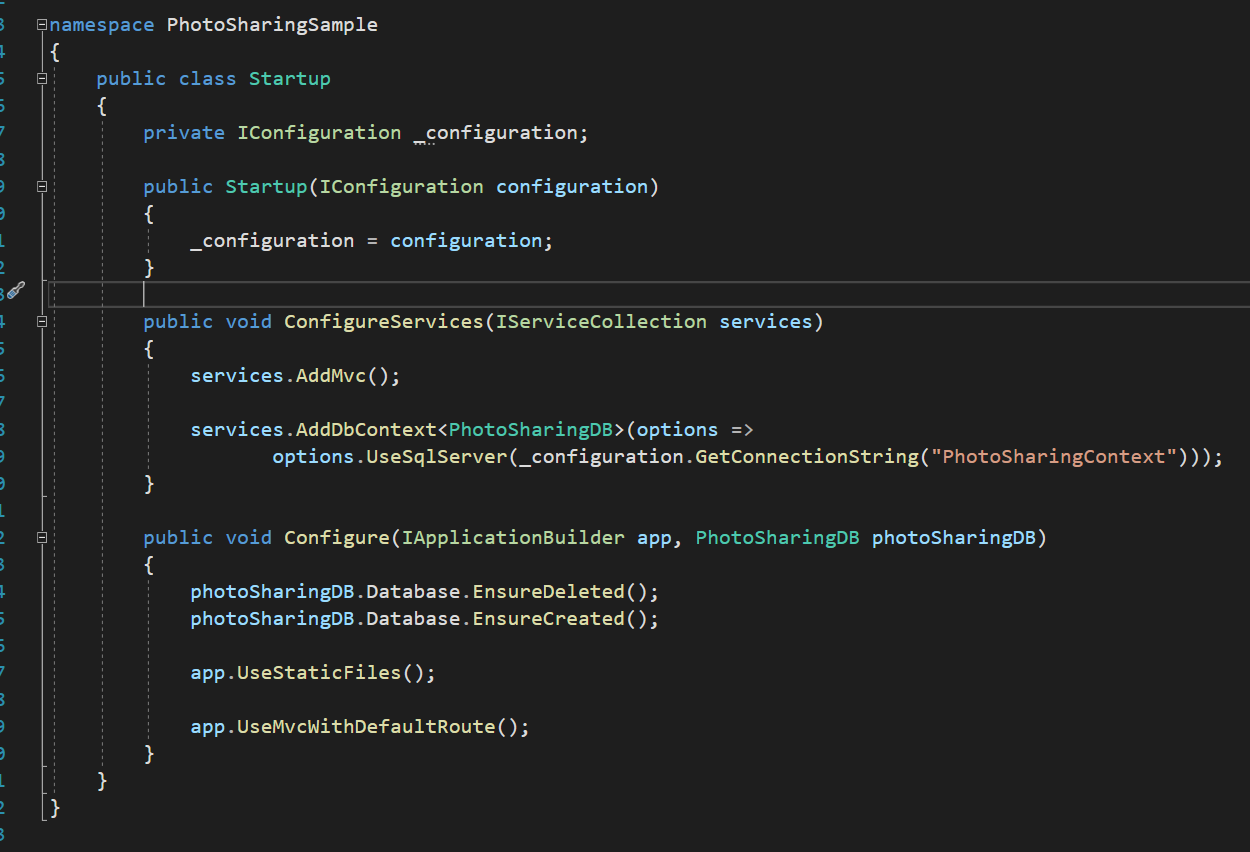 3 namespace PhotoSharingSample
4 {
5 public class Startup
6 {
7 private IConfiguration _configuration;
8
9 public Startup(IConfiguration configuration)
0 {
1 _configuration = configuration;
2 }
3
4 public void ConfigureServices(IServiceCollection services)
5 {
6 services.AddMvc();
7
8 services.AddDbContext<PhotoSharingDB>(options =>
9 options.UseSqlServer(_configuration.GetConnectionString("PhotoSharingContext")));
0 }
1
2 public void Configure(IApplicationBuilder app, PhotoSharingDB photoSharingDB)
3 {
4 photoSharingDB.Database.EnsureDeleted();
5 photoSharingDB.Database.EnsureCreated();
6
7 app.UseStaticFiles();
8
9 app.UseMvcWithDefaultRoute();
0 }
1 }
2 }
3